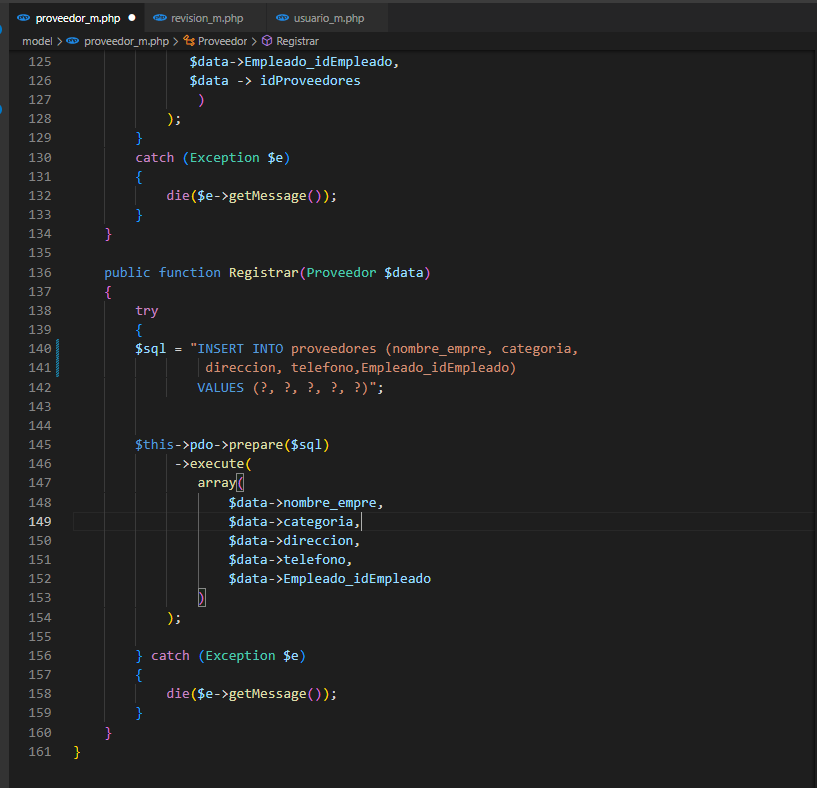 proveedor_m.php ● revision_m.php usuario_m.php
model > proveedor_m.php > Proveedor > Registrar
125 $data->Empleado_idEmpleado,
126 $data -> idProveedores
127 )
128 );
129 }
130 catch (Exception $e)
131 {
132 die($e->getMessage());
133 }
134 }
135
136 public function Registrar(Proveedor $data)
137 {
138 try
139 {
140 $sql = "INSERT INTO proveedores (nombre_empre, categoria,
141 direccion, telefono,Empleado_idEmpleado)
142 VALUES (?, ?, ?, ?, ?)";
143
144
145 $this->pdo->prepare($sql)
146 ->execute(
147 array(
148 $data->nombre_empre,
149 $data->categoria,
150 $data->direccion,
151 $data->telefono,
152 $data->Empleado_idEmpleado
153 )
154 );
155
156 } catch (Exception $e)
157 {
158 die($e->getMessage());
159 }
160 }
161 }